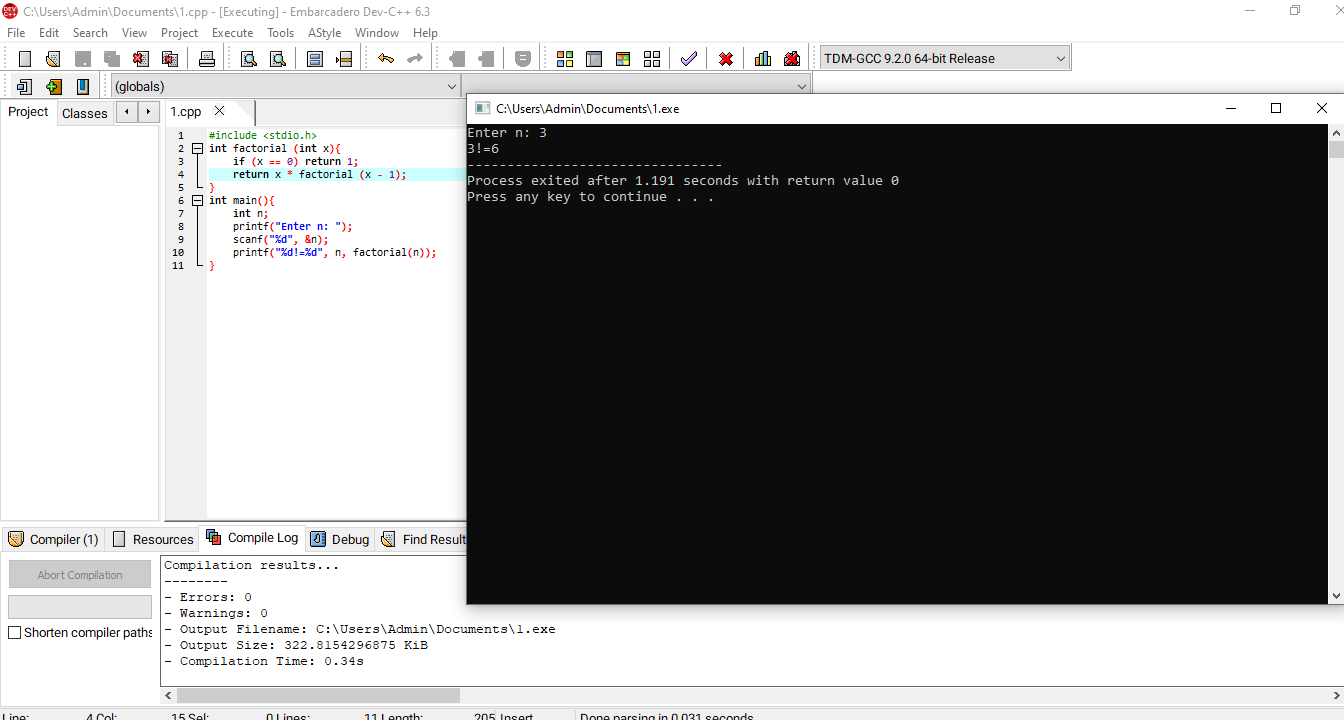 C:\Users\Admin\Documents\1.cpp - [Executing] - Embarcadero Dev-C++ 6.3
File Edit Search View Project Execute Tools AStyle Window Help
TDM-GCC 9.2.0 64-bit Release
(globals)
Project Classes
1.cpp
1 #include <stdio.h>
2 int factorial (int x){
3 if (x == 0) return 1;
4 return x * factorial (x - 1);
5 }
6 int main(){
7 int n;
8 printf("Enter n: ");
9 scanf("%d", &n);
10 printf("%d!=%d", n, factorial(n));
11 }
C:\Users\Admin\Documents\1.exe
Enter n: 3
3!=6
--------------------------------
Process exited after 1.191 seconds with return value 0
Press any key to continue . . .
Compiler (1) Resources Compile Log Debug Find Result
Abort Compilation
Shorten compiler paths
Compilation results...
--------
- Errors: 0
- Warnings: 0
- Output Filename: C:\Users\Admin\Documents\1.exe
- Output Size: 322.8154296875 KiB
- Compilation Time: 0.34s
Line: 4 Col: 15 Sel: 0 Lines: 11 Length: 205 Insert Done parsing in 0.031 seconds